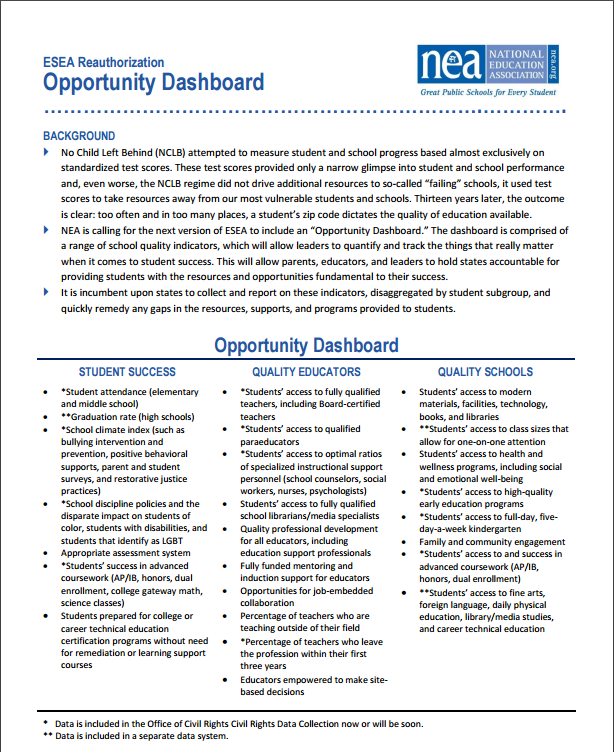 ESEA Reauthorization
Opportunity Dashboard
nea NATIONAL EDUCATION ASSOCIATION nea.org
Great Public Schools for Every Student
BACKGROUND
No Child Left Behind (NCLB) attempted to measure student and school progress based almost exclusively on
standardized test scores. These test scores provided only a narrow glimpse into student and school performance
and, even worse, the NCLB regime did not drive additional resources to so-called “failing” schools, it used test
scores to take resources away from our most vulnerable students and schools. Thirteen years later, the outcome
is clear: too often and in too many places, a student’s zip code dictates the quality of education available.
NEA is calling for the next version of ESEA to include an “Opportunity Dashboard.” The dashboard is comprised of
a range of school quality indicators, which will allow leaders to quantify and track the things that really matter
when it comes to student success. This will allow parents, educators, and leaders to hold states accountable for
providing students with the resources and opportunities fundamental to their success.
It is incumbent upon states to collect and report on these indicators, disaggregated by student subgroup, and
quickly remedy any gaps in the resources, supports, and programs provided to students.
Opportunity Dashboard
STUDENT SUCCESS
• *Student attendance (elementary
and middle school)
• **Graduation rate (high schools)
• *School climate index (such as
bullying intervention and
prevention, positive behavioral
supports, parent and student
surveys, and restorative justice
practices)
• *School discipline policies and the
disparate impact on students of
color, students with disabilities, and
students that identify as LGBT
• Appropriate assessment system
• *Students’ success in advanced
coursework (AP/IB, honors, dual
enrollment, college gateway math,
science classes)
• Students prepared for college or
career technical education
certification programs without need
for remediation or learning support
courses
QUALITY EDUCATORS
• *Students’ access to fully qualified
teachers, including Board-certified
teachers
• *Students’ access to qualified
paraeducators
• *Students’ access to optimal ratios
of specialized instructional support
personnel (school counselors, social
workers, nurses, psychologists)
• Students’ access to fully qualified
school librarians/media specialists
• Quality professional development
for all educators, including
education support professionals
• Fully funded mentoring and
induction support for educators
• Opportunities for job-embedded
collaboration
• Percentage of teachers who are
teaching outside of their field
• *Percentage of teachers who leave
the profession within their first
three years
• Educators empowered to make site-
based decisions
QUALITY SCHOOLS
• Students’ access to modern
materials, facilities, technology,
books, and libraries
• **Students’ access to class sizes that
allow for one-on-one attention
• Students’ access to health and
wellness programs, including social
and emotional well-being
• *Students’ access to high-quality
early education programs
• *Students’ access to full-day, five-
day-a-week kindergarten
• Family and community engagement
• *Students’ access to and success in
advanced coursework (AP/IB,
honors, dual enrollment)
• **Students’ access to fine arts,
foreign language, daily physical
education, library/media studies,
and career technical education
* Data is included in the Office of Civil Rights Civil Rights Data Collection now or will be soon.
** Data is included in a separate data system.